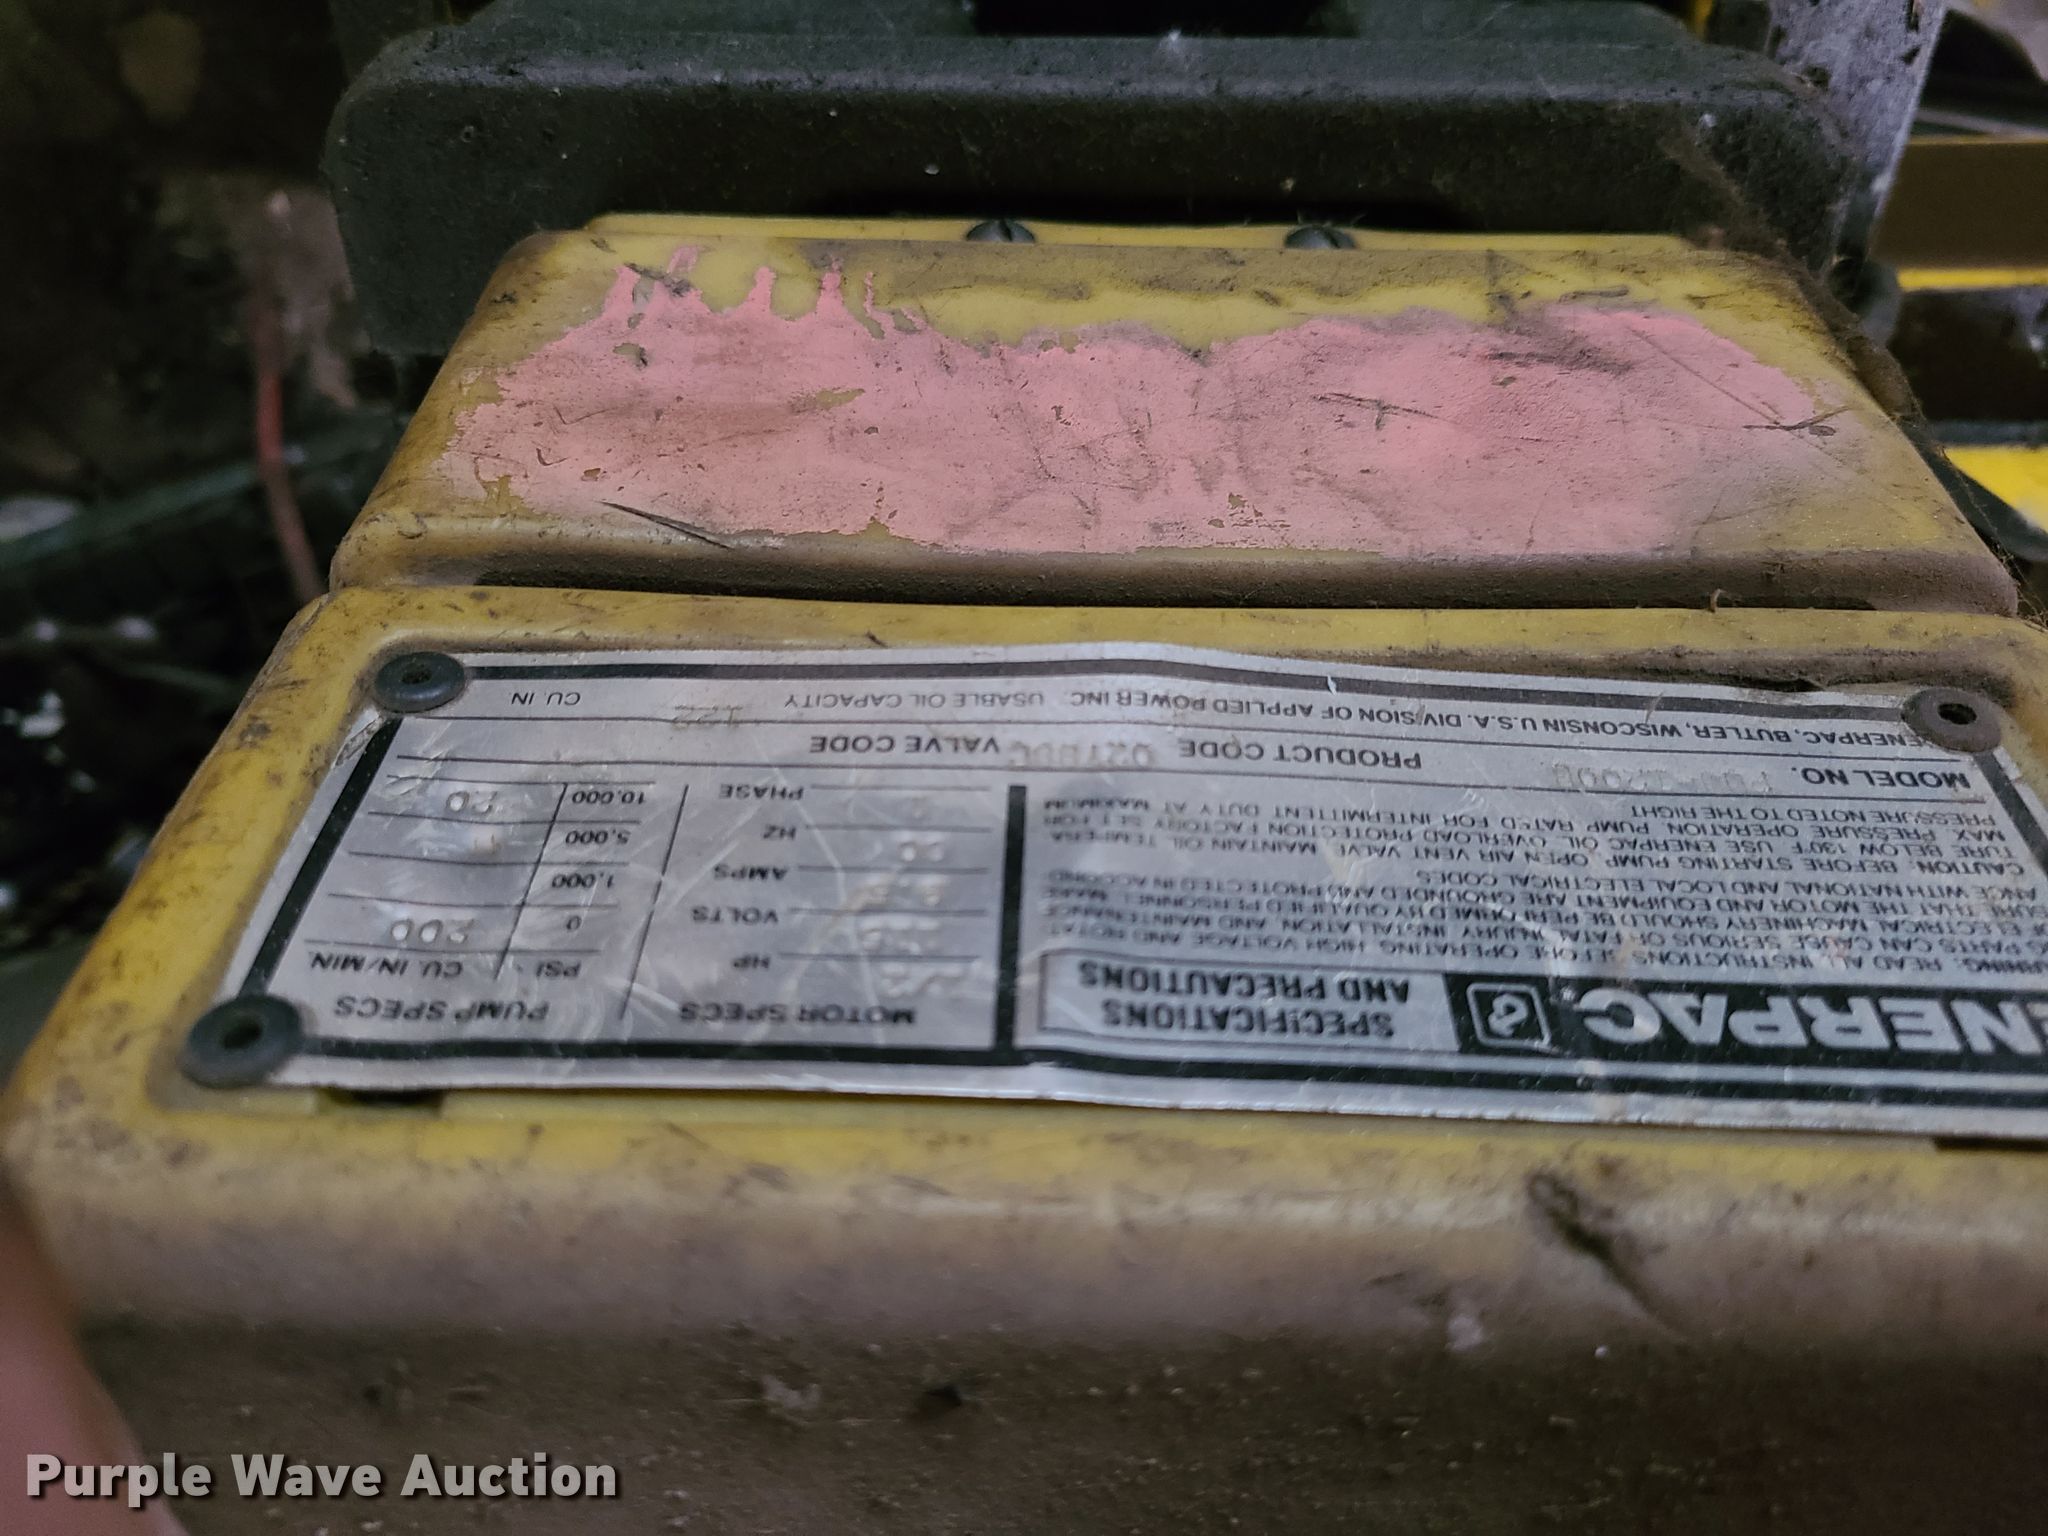 ENERPAC
SPECIFICATIONS
AND PRECAUTIONS
WARNING. READ ALL INSTRUCTIONS BEFORE OPERATING. HIGH VOLTAGE AND ROTAT-
ING PARTS CAN CAUSE SERIOUS OR FATAL INJURY. INSTALLATION, AND MAINTENANCE
OF ELECTRICAL MACHINERY SHOULD BE PERFORMED BY QUALIFIED PERSONNEL. MAKE
SURE THAT THE MOTOR AND EQUIPMENT ARE GROUNDED AND PROTECTED IN ACCORD-
ANCE WITH NATIONAL AND LOCAL ELECTRICAL CODES.
CAUTION. BEFORE STARTING PUMP, OPEN AIR VENT VALVE. MAINTAIN OIL TEMPERA-
TURE BELOW 130°F. USE ENERPAC OIL. OVERLOAD PROTECTION FACTORY SET FOR
MAX. PRESSURE OPERATION. PUMP RATED FOR INTERMITTENT DUTY AT MAXIMUM
PRESSURE NOTED TO THE RIGHT
MOTOR SPECS
HP
VOLTS
AMPS
HZ
PHASE
PUMP SPECS
PSI CU. IN/MIN.
0 200
1,000
5,000
10,000 20
MODEL NO. PRODUCT CODE VALVE CODE
ENERPAC, BUTLER, WISCONSIN U.S.A. DIVISION OF APPLIED POWER INC. USABLE OIL CAPACITY 122 CU IN
Purple Wave Auction